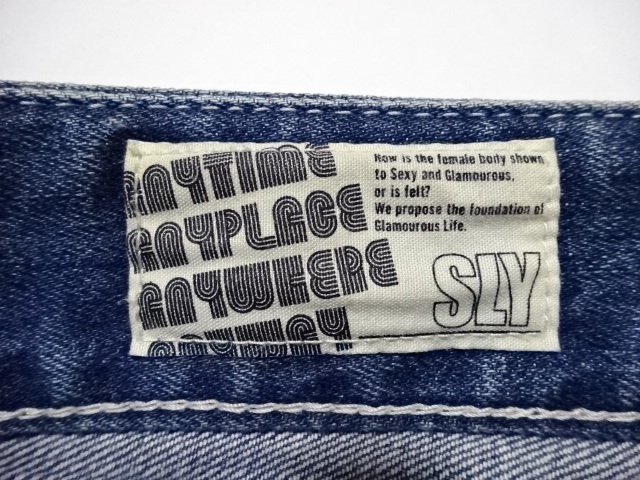 ANYTIME
ANYPLACE
ANYWHERE
ANYWAY
How is the female body shown
to Sexy and Glamourous,
or is felt?
We propose the foundation of
Glamourous Life.
SLY